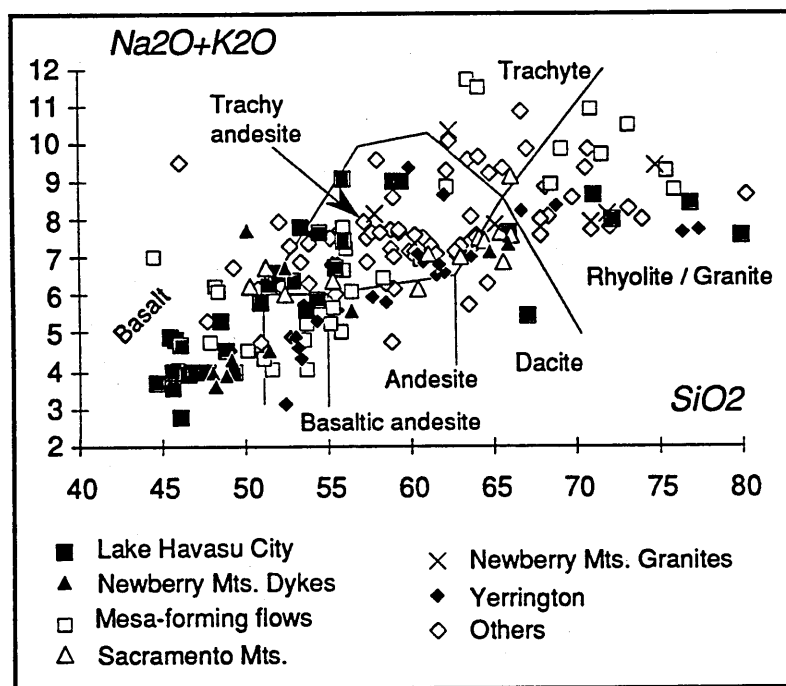 Na2O+K2O
12
11
10
9
8
7
6
5
4
3
2
Trachyte
Trachy
andesite
Basalt
Rhyolite / Granite
Dacite
Andesite
Basaltic andesite
SiO2
40 45 50 55 60 65 70 75 80
Lake Havasu City
Newberry Mts. Dykes
Mesa-forming flows
Sacramento Mts.
Newberry Mts. Granites
Yerrington
Others